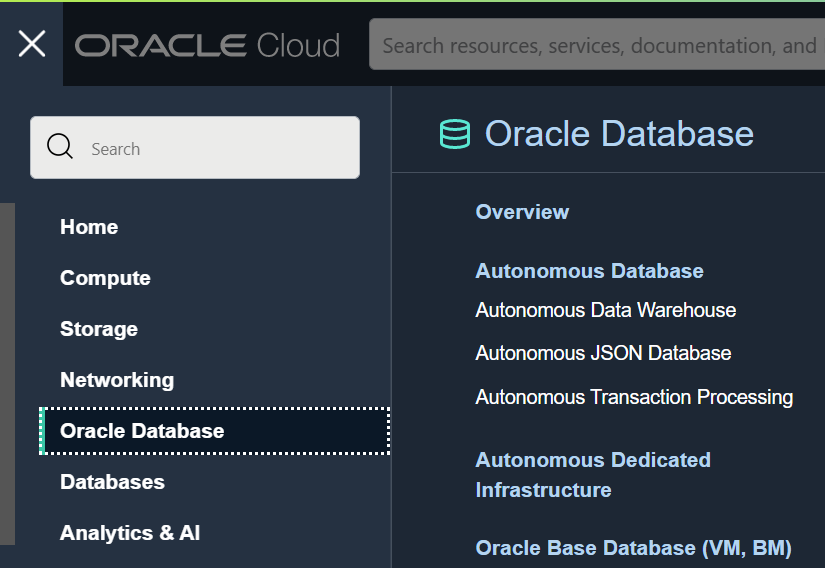 ORACLE Cloud
Search resources, services, documentation, and
Search
Home
Compute
Storage
Networking
Oracle Database
Databases
Analytics & AI
Oracle Database
Overview
Autonomous Database
Autonomous Data Warehouse
Autonomous JSON Database
Autonomous Transaction Processing
Autonomous Dedicated
Infrastructure
Oracle Base Database (VM, BM)